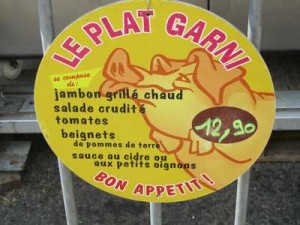 LE PLAT GARNI
se compose
de :
jambon grillé chaud
salade crudité
tomates
beignets
de pommes de terre
sauce au cidre ou
aux petits oignons
12,90
BON APPETIT !